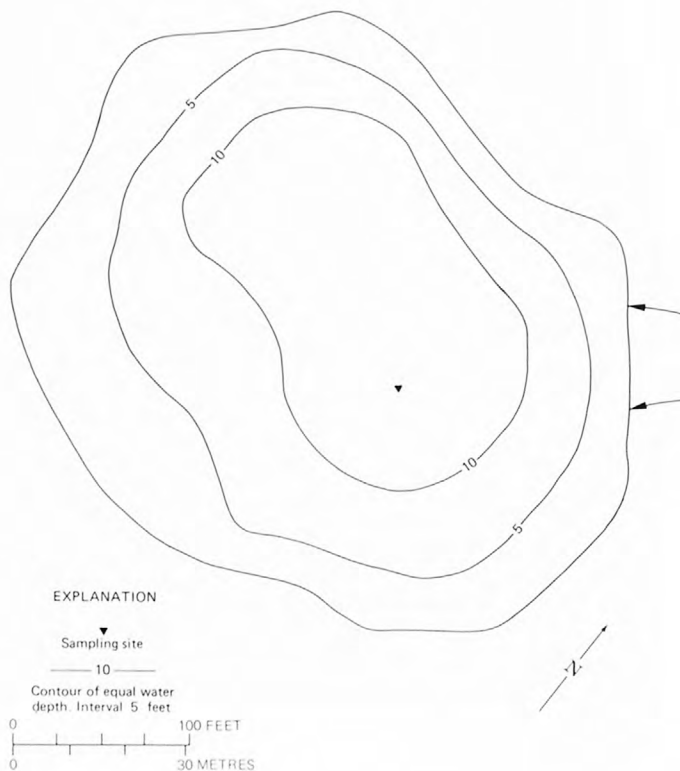 5
10
10
5
N
EXPLANATION
Sampling site
10
Contour of equal water
depth. Interval 5 feet
0 100 FEET
0 30 METRES